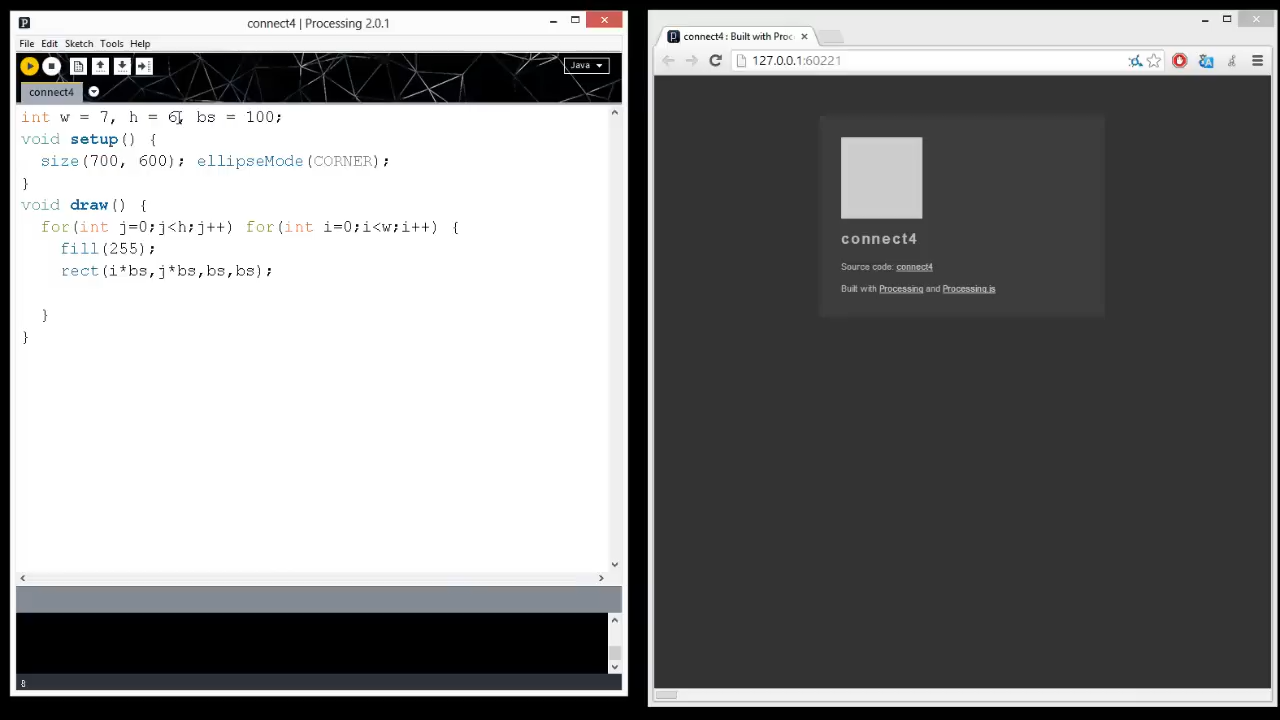 connect4 | Processing 2.0.1
File Edit Sketch Tools Help
Java
connect4
int w = 7, h = 6, bs = 100;
void setup() {
size(700, 600); ellipseMode(CORNER);
}
void draw() {
for(int j=0;j<h;j++) for(int i=0;i<w;i++) {
fill(255);
rect(i*bs,j*bs,bs,bs);
}
}
8
connect4 : Built with Proc
127.0.0.1:60221
connect4
Source code: connect4
Built with Processing and Processing.js